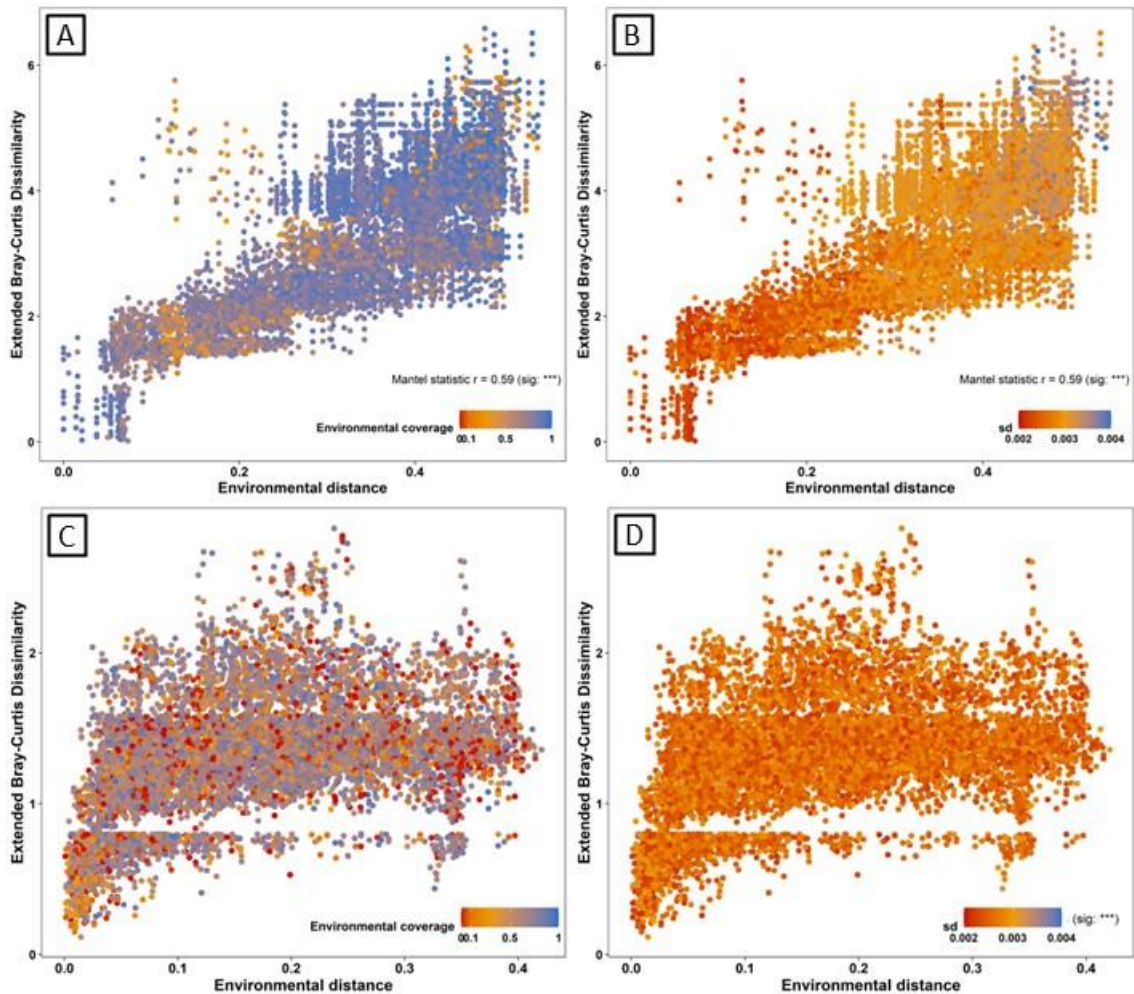 A
B
Extended Bray-Curtis Dissimilarity
6
4
2
0
Mantel statistic r = 0.59 (sig: ***)
Environmental coverage
0 0.1 0.5 1
0.0 0.2 0.4
Environmental distance
Extended Bray-Curtis Dissimilarity
6
4
2
0
Mantel statistic r = 0.59 (sig: ***)
sd
0.002 0.003 0.004
0.0 0.2 0.4
Environmental distance
C
D
Extended Bray-Curtis Dissimilarity
2
1
0
Environmental coverage
0 0.1 0.5 1
0.0 0.1 0.2 0.3 0.4
Environmental distance
Extended Bray-Curtis Dissimilarity
2
1
0
(sig: ***)
sd
0.002 0.003 0.004
0.0 0.1 0.2 0.3 0.4
Environmental distance